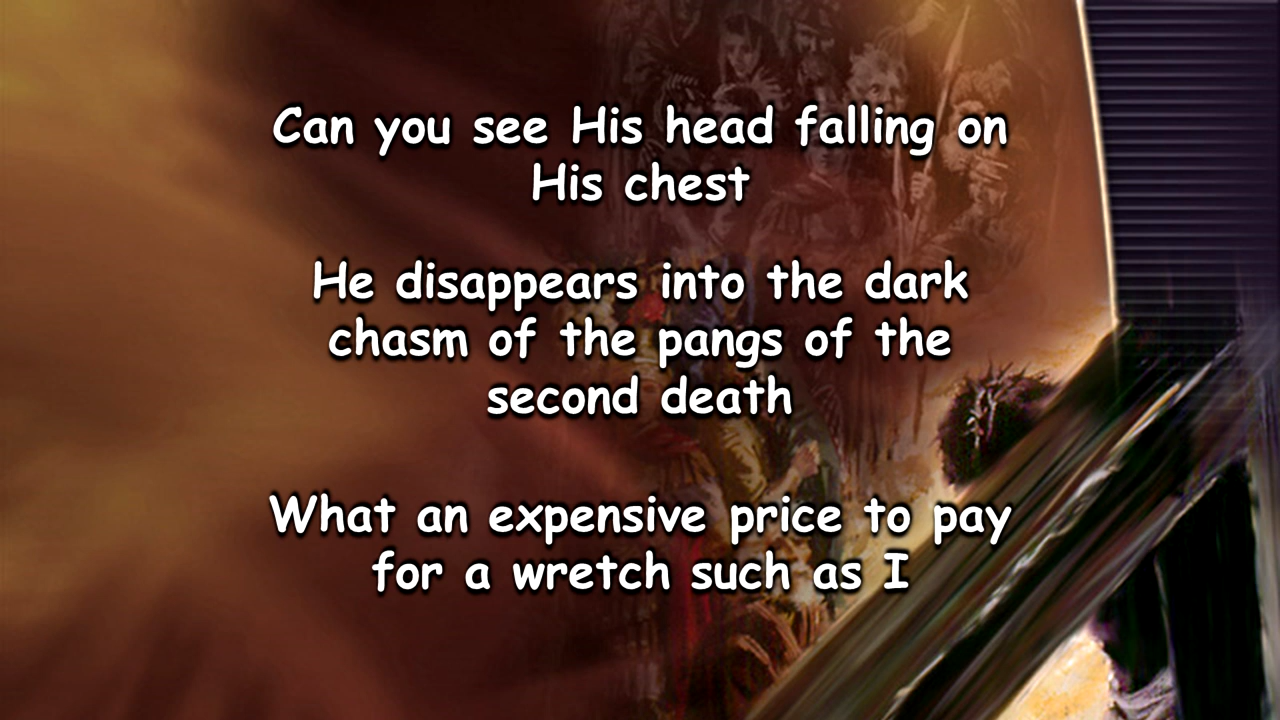 Can you see His head falling on
His chest
He disappears into the dark
chasm of the pangs of the
second death
What an expensive price to pay
for a wretch such as I